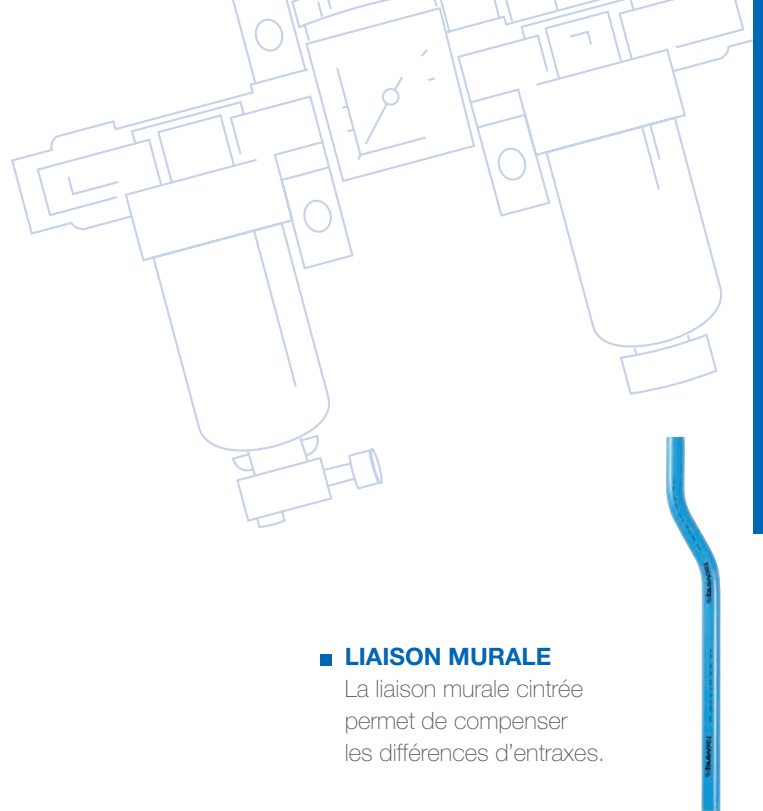 LIAISON MURALE
La liaison murale cintrée
permet de compenser
les différences d'entraxes.